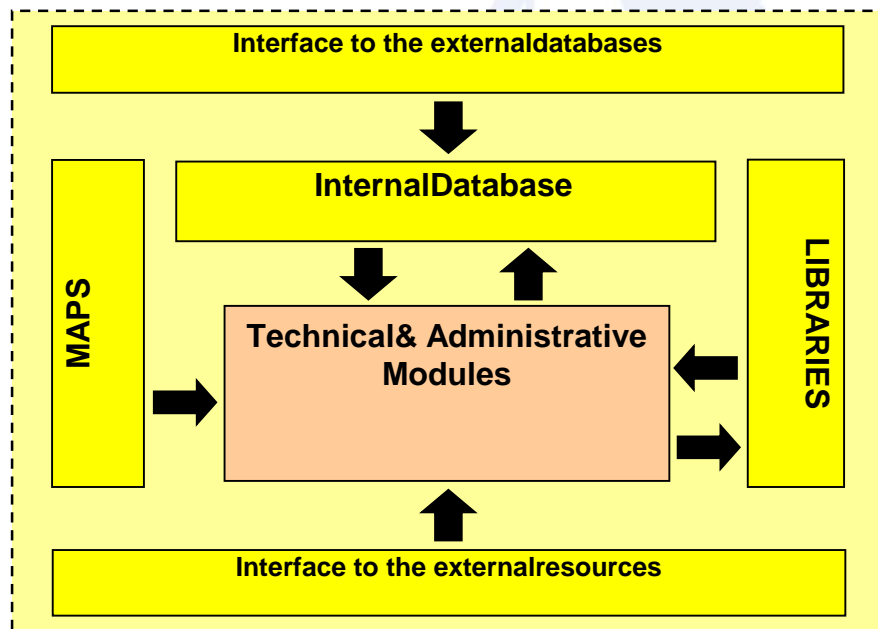 Interface to the externaldatabases
InternalDatabase
MAPS
LIBRARIES
Technical& Administrative
Modules
Interface to the externalresources